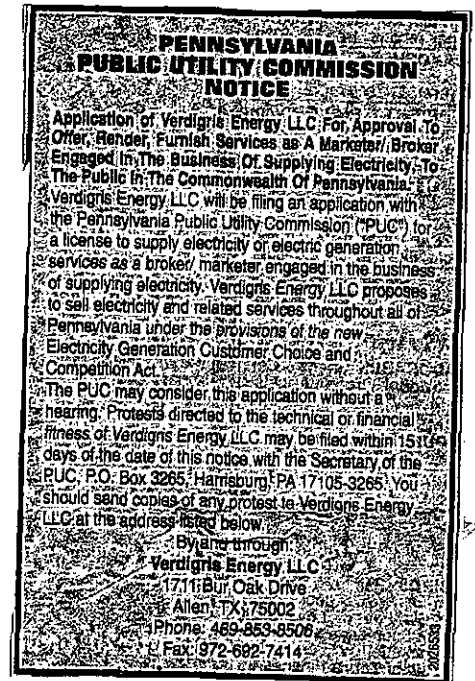 PENNSYLVANIA
PUBLIC UTILITY COMMISSION
NOTICE
Application of Verdigris Energy LLC For Approval To
Offer, Render, Furnish Services as A Marketer/ Broker
Engaged In The Business Of Supplying Electricity, To
The Public In The Commonwealth Of Pennsylvania.
Verdigris Energy LLC will be filing an application with
the Pennsylvania Public Utility Commission ("PUC") for
a license to supply electricity or electric generation
services as a broker/ marketer engaged in the business
of supplying electricity. Verdigris Energy LLC proposes
to sell electricity and related services throughout all of
Pennsylvania under the provisions of the new
Electricity Generation Customer Choice and
Competition Act.
The PUC may consider this application without a
hearing. Protests directed to the technical or financial
fitness of Verdigris Energy LLC may be filed within 15
days of the date of this notice with the Secretary of the
PUC, P.O. Box 3265, Harrisburg, PA 17105-3265. You
should send copies of any protest to Verdigris Energy
LLC at the address listed below.
By and through:
Verdigris Energy LLC
1711 Bur Oak Drive
Allen, TX, 75002
Phone: 469-853-8506
Fax: 972-692-7414